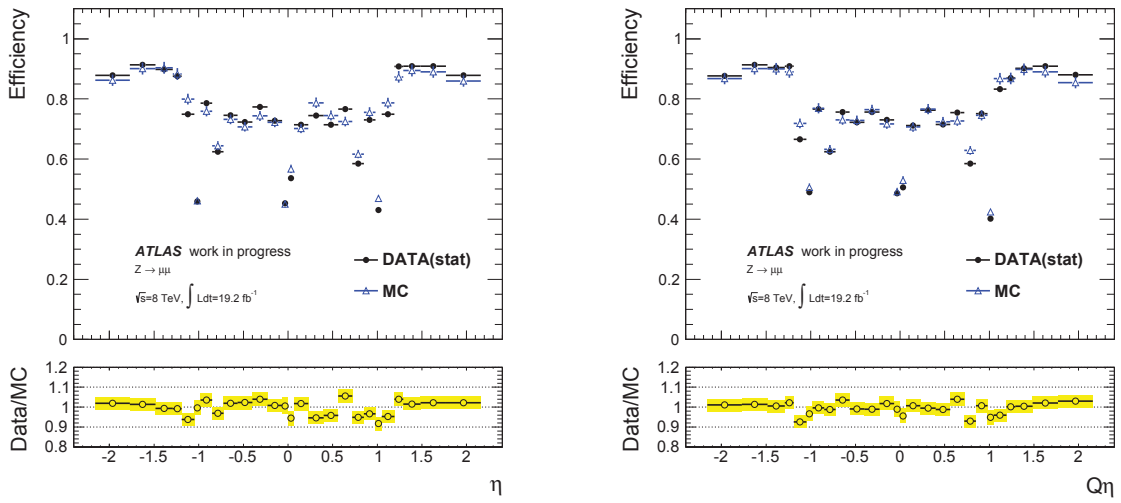 Efficiency
1
0.8
0.6
0.4
0.2
0
ATLAS work in progress
Z → μμ
√s=8 TeV, ∫ Ldt=19.2 fb⁻¹
DATA(stat)
MC
Data/MC
1.2
1.1
1
0.9
0.8
-2 -1.5 -1 -0.5 0 0.5 1 1.5 2
η
Efficiency
1
0.8
0.6
0.4
0.2
0
ATLAS work in progress
Z → μμ
√s=8 TeV, ∫ Ldt=19.2 fb⁻¹
DATA(stat)
MC
Data/MC
1.2
1.1
1
0.9
0.8
-2 -1.5 -1 -0.5 0 0.5 1 1.5 2
Qη